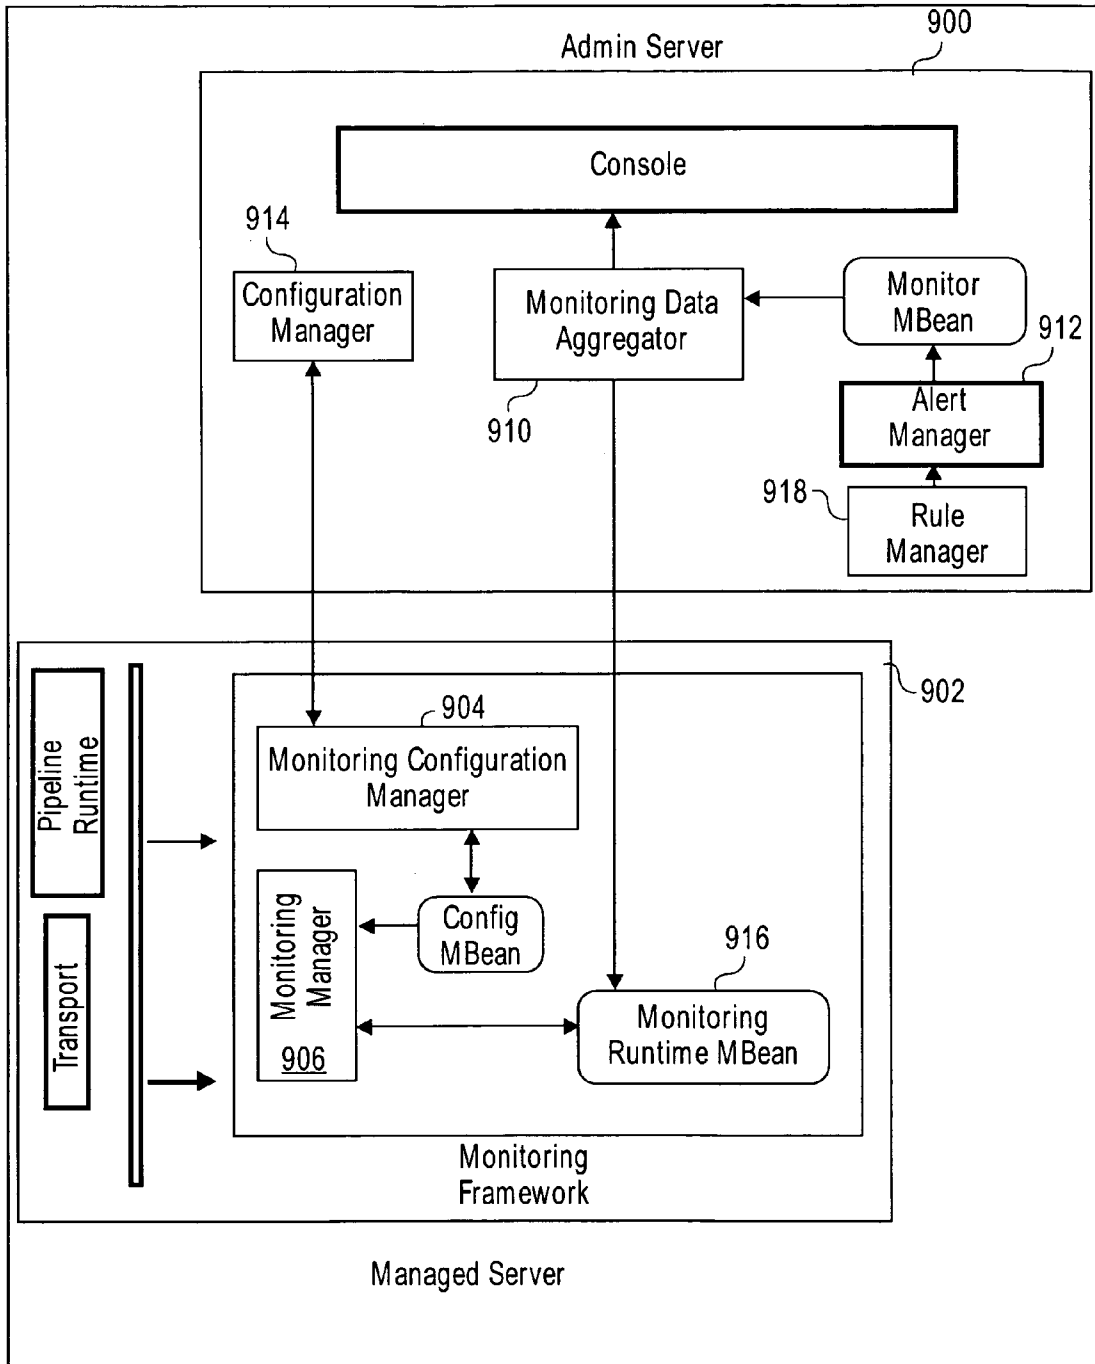 900
Admin Server
Console
914
Configuration
Manager
Monitoring Data
Aggregator
910
Monitor
MBean
912
Alert
Manager
918
Rule
Manager
902
Pipeline
Runtime
Transport
904
Monitoring Configuration
Manager
Monitoring
Manager
906
Config
MBean
916
Monitoring
Runtime MBean
Monitoring
Framework
Managed Server